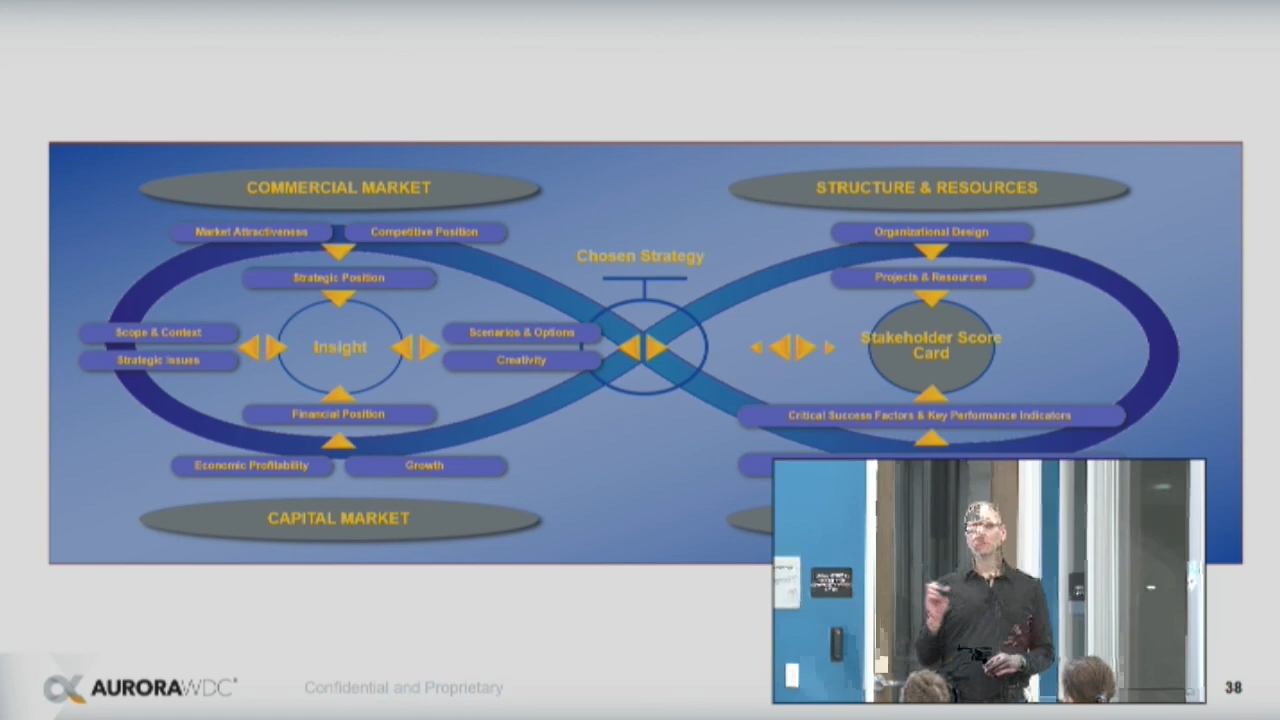 COMMERCIAL MARKET
STRUCTURE & RESOURCES
Market Attractiveness
Competitive Position
Organizational Design
Chosen Strategy
Strategic Position
Projects & Resources
Scope & Context
Strategic Issues
Insight
Scenarios & Options
Creativity
Stakeholder Score
Card
Financial Position
Critical Success Factors & Key Performance Indicators
Economic Profitability
Growth
CAPITAL MARKET
AURORAWDC
Confidential and Proprietary
38